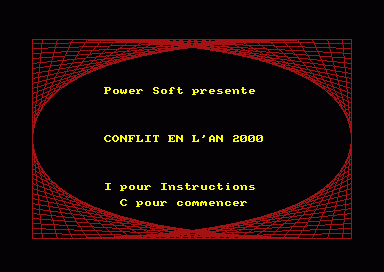 Power Soft presente
CONFLIT EN L'AN 2000
I pour Instructions
C pour commencer